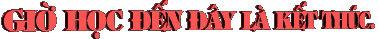 GIỜ HỌC ĐẾN ĐÂY LÀ KẾT THÚC.